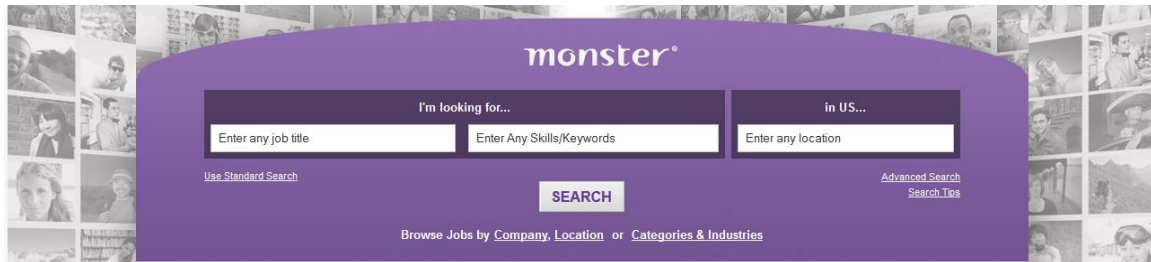 monster®
I'm looking for...
in US...
Enter any job title
Enter Any Skills/Keywords
Enter any location
Use Standard Search
Advanced Search
Search Tips
SEARCH
Browse Jobs by Company, Location or Categories & Industries